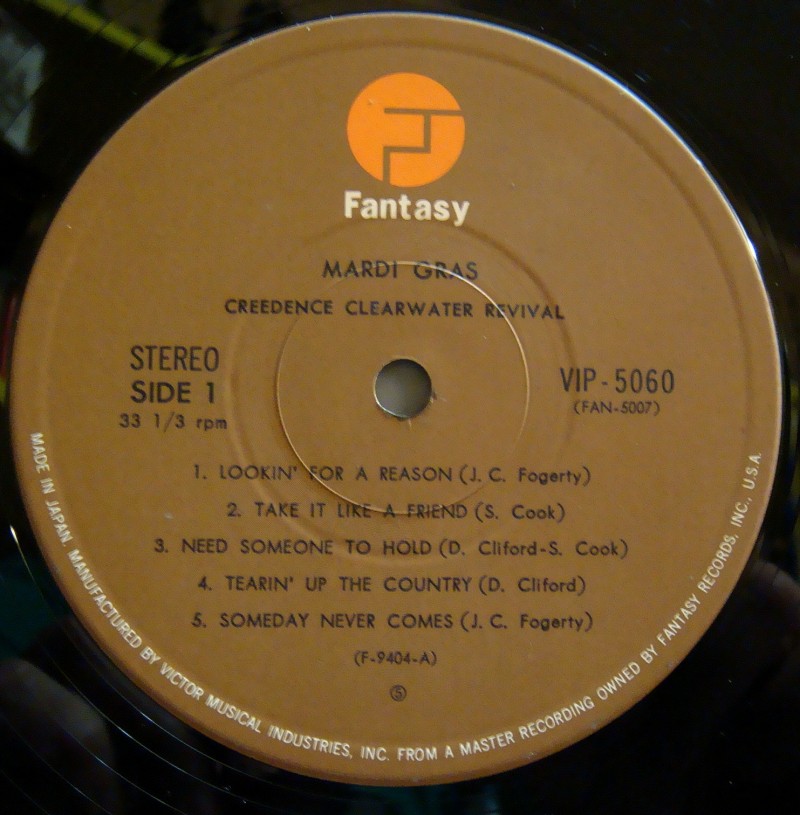 Fantasy
MARDI GRAS
CREEDENCE CLEARWATER REVIVAL
STEREO
SIDE 1
33 1/3 rpm
VIP-5060
(FAN-5007)
1. LOOKIN' FOR A REASON (J. C. Fogerty)
2. TAKE IT LIKE A FRIEND (S. Cook)
3. NEED SOMEONE TO HOLD (D. Cliford-S. Cook)
4. TEARIN' UP THE COUNTRY (D. Cliford)
5. SOMEDAY NEVER COMES (J. C. Fogerty)
(F-9404-A)
Ⓢ
MADE IN JAPAN. MANUFACTURED BY VICTOR MUSICAL INDUSTRIES, INC. FROM A MASTER RECORDING OWNED BY FANTASY RECORDS, INC., U.S.A.